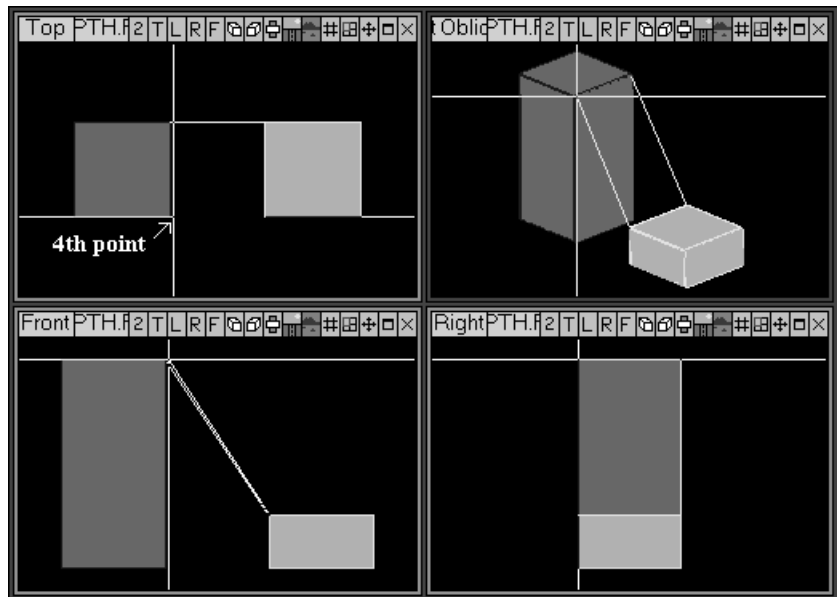 Top PTH.F 2 T L R F
t Obliq PTH.F 2 T L R F
4th point
Front PTH.F 2 T L R F
Right PTH.F 2 T L R F